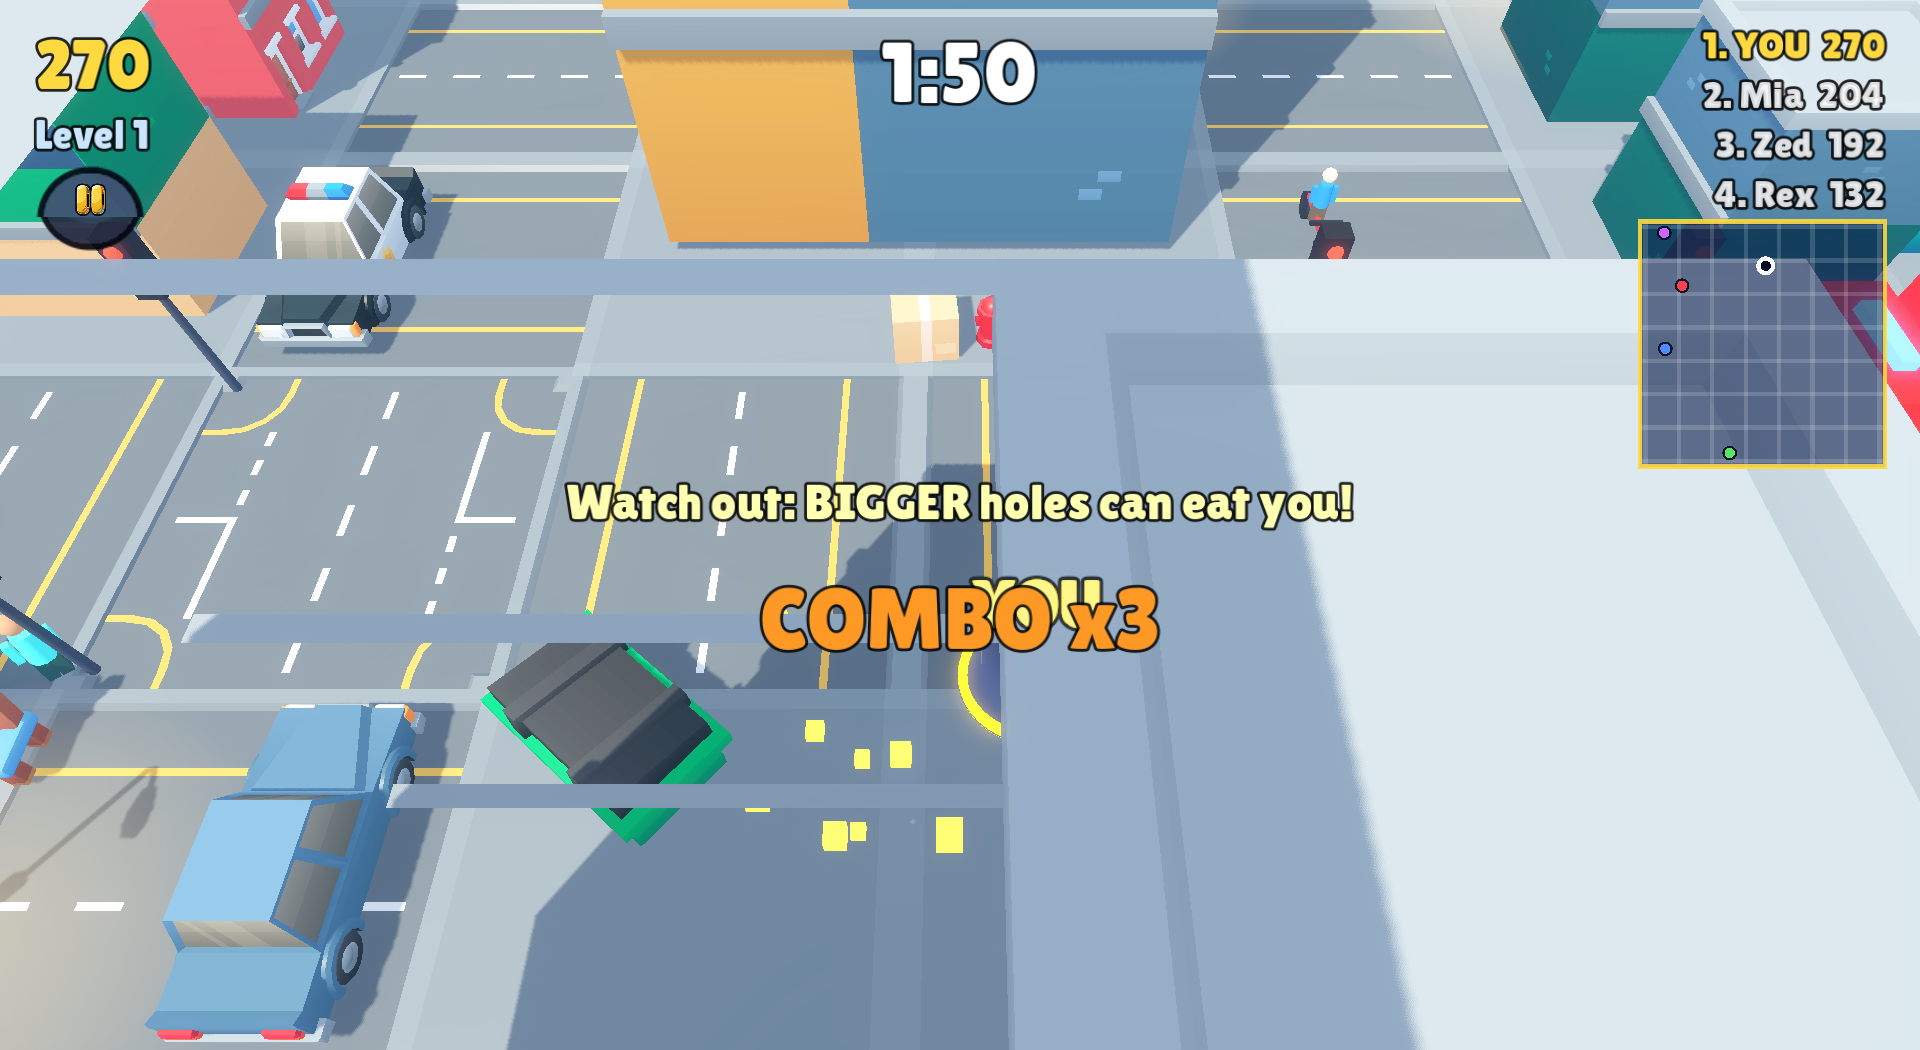 270
Level 1
1:50
1. YOU 270
2. Mia 204
3. Zed 192
4. Rex 132
Watch out: BIGGER holes can eat you!
YOU
COMBO x3